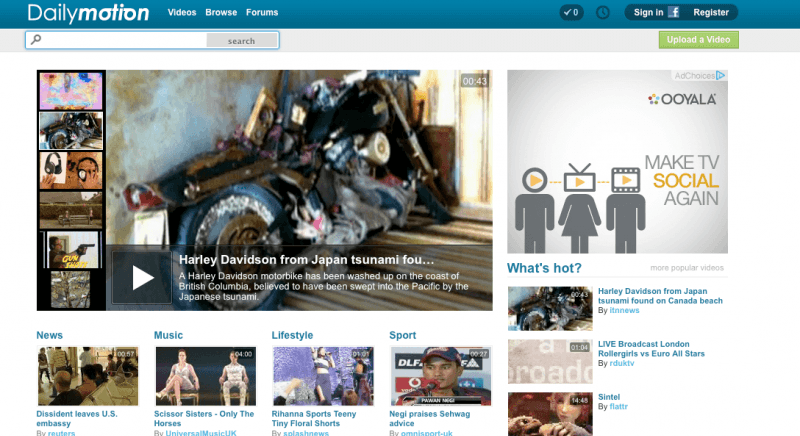 Dailymotion Videos Browse Forums ✓0 Sign in f Register
search Upload a Video
00:43
Harley Davidson from Japan tsunami fou...
A Harley Davidson motorbike has been washed up on the coast of
British Columbia, believed to have been swept into the Pacific by the
Japanese tsunami.
GUN
AdChoices
OOYALA
MAKE TV
SOCIAL
AGAIN
What's hot?
more popular videos
00:43
Harley Davidson from Japan
tsunami found on Canada beach
By itnnews
01:04
LIVE Broadcast London
Rollergirls vs Euro All Stars
By rduktv
14:48
Sintel
By flattr
News
00:57
Dissident leaves U.S.
embassy
By reuters
Music
04:00
Scissor Sisters - Only The
Horses
By UniversalMusicUK
Lifestyle
01:01
Rihanna Sports Teeny
Tiny Floral Shorts
By splashnews
Sport
00:27
DLF
vodafone
PAWAN NEGI
Negi praises Sehwag
advice
By omnisport-uk